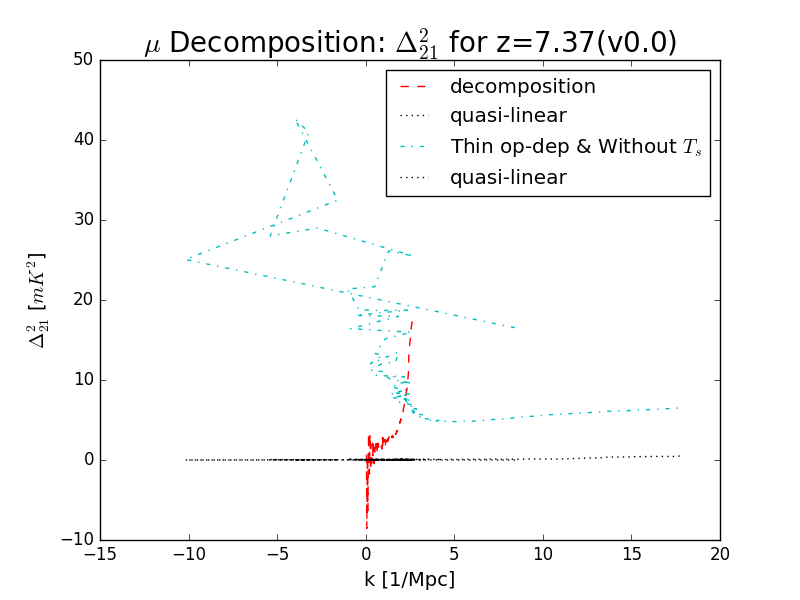 μ Decomposition: Δ²₂₁ for z=7.37(v0.0)
50
40
30
20
10
0
−10
Δ²₂₁ [mK²]
decomposition
quasi-linear
Thin op-dep & Without Tₛ
quasi-linear
−15 −10 −5 0 5 10 15 20
k [1/Mpc]